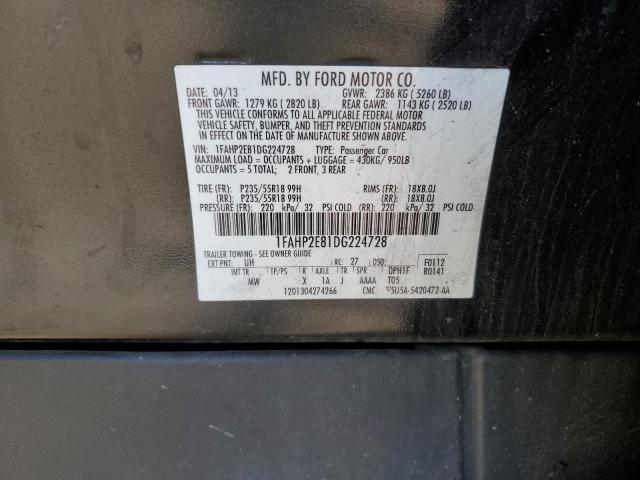 MFD. BY FORD MOTOR CO.
DATE: 04/13 GVWR: 2386 KG ( 5260 LB)
FRONT GAWR: 1279 KG ( 2820 LB) REAR GAWR: 1143 KG ( 2520 LB)
THIS VEHICLE CONFORMS TO ALL APPLICABLE FEDERAL MOTOR
VEHICLE SAFETY, BUMPER, AND THEFT PREVENTION STANDARDS
IN EFFECT ON THE DATE OF MANUFACTURE SHOWN ABOVE.
VIN: 1FAHP2E81DG224728 TYPE: Passenger Car
MAXIMUM LOAD = OCCUPANTS + LUGGAGE = 430KG/ 950LB
OCCUPANTS = 5 TOTAL; 2 FRONT, 3 REAR
TIRE (FR): P235/55R18 99H RIMS (FR): 18X8.0J
(RR): P235/55R18 99H (RR): 18X8.0J
PRESSURE (FR): 220 kPa/ 32 PSI COLD (RR): 220 kPa/ 32 PSI COLD
1FAHP2E81DG224728
TRAILER TOWING - SEE OWNER GUIDE
EXT PNT: UH RC: 27 DSO: F0112
INT TR TP/PS R AXLE TR SPR DPH1F R0141
MW X 1A J AAAA T05
1201304274266 CMC 5U5A-5420472-AA